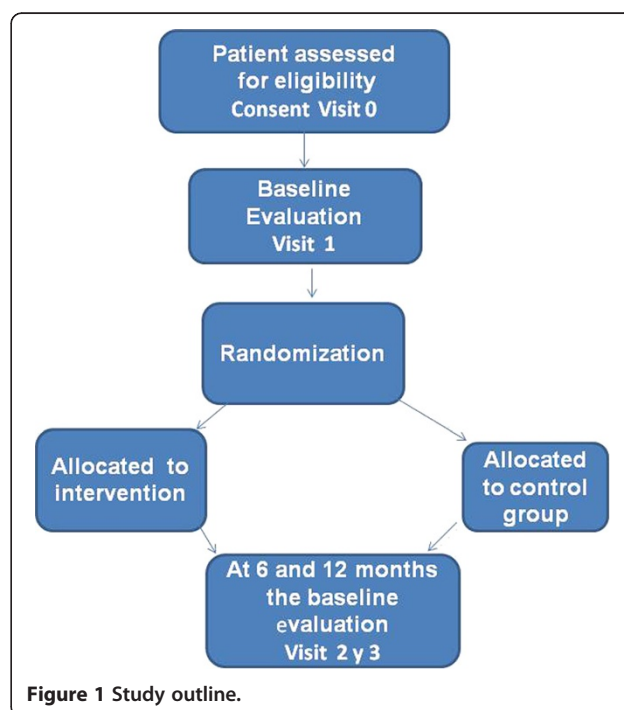 Patient assessed
for eligibility
Consent Visit 0
Baseline
Evaluation
Visit 1
Randomization
Allocated to
intervention
Allocated
to control
group
At 6 and 12 months
the baseline
evaluation
Visit 2 y 3
Figure 1 Study outline.